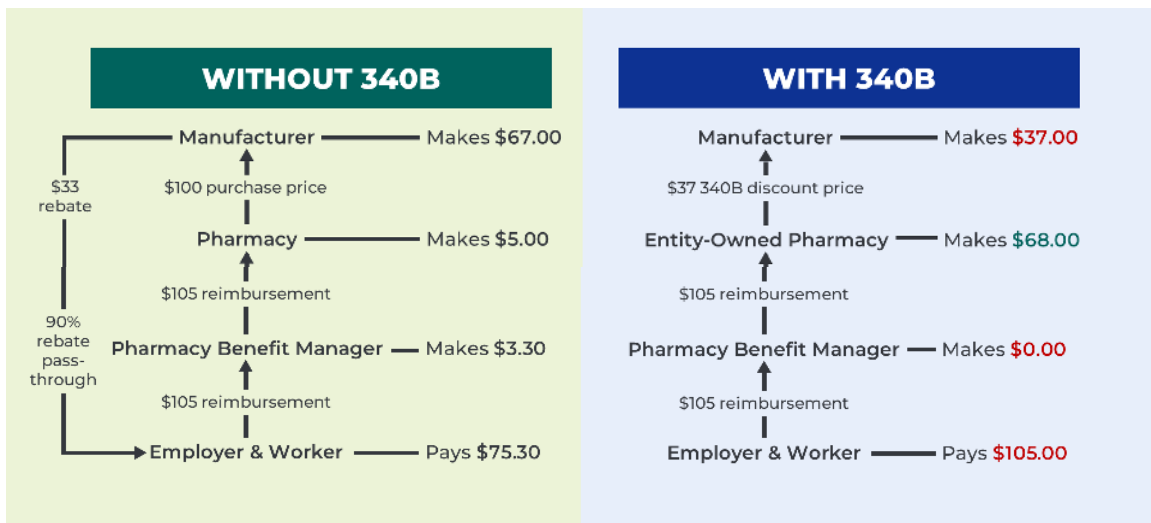 WITHOUT 340B
Manufacturer
Makes $67.00
$33
rebate
$100 purchase price
Pharmacy
Makes $5.00
$105 reimbursement
90%
rebate
pass-
through
Pharmacy Benefit Manager
Makes $3.30
$105 reimbursement
Employer & Worker
Pays $75.30
WITH 340B
Manufacturer
Makes $37.00
$37 340B discount price
Entity-Owned Pharmacy
Makes $68.00
$105 reimbursement
Pharmacy Benefit Manager
Makes $0.00
$105 reimbursement
Employer & Worker
Pays $105.00